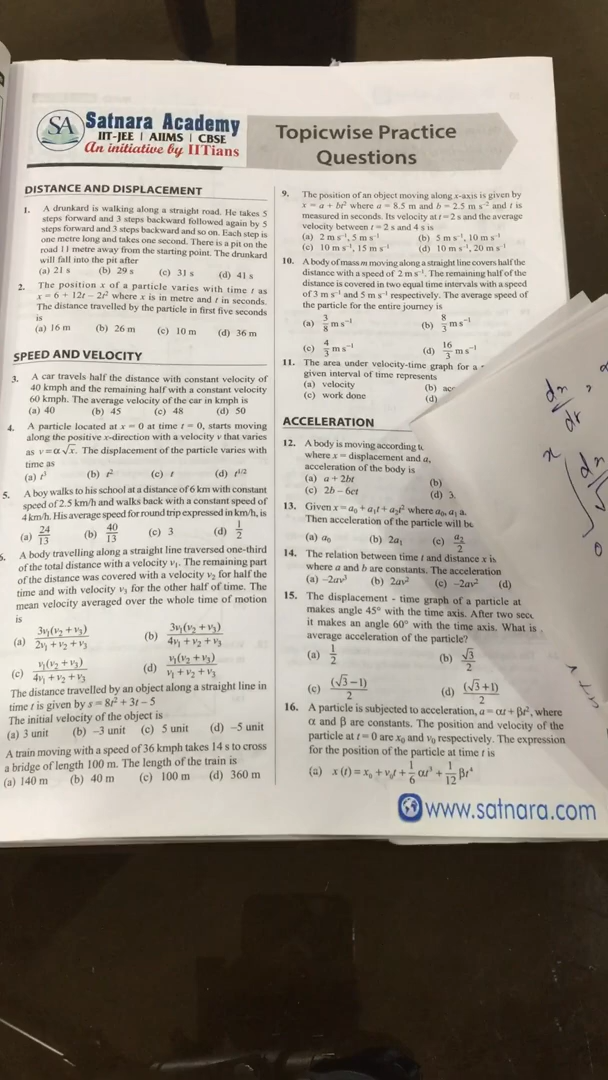 SA Satnara Academy
IIT-JEE | AIIMS | CBSE
An initiative by IITians
Topicwise Practice
Questions
DISTANCE AND DISPLACEMENT
1. A drunkard is walking along a straight road. He takes 5
steps forward and 3 steps backward followed again by 5
steps forward and 3 steps backward and so on. Each step is
one metre long and takes one second. There is a pit on the
road 11 metre away from the starting point. The drunkard
will fall into the pit after
(a) 21 s (b) 29 s (c) 31 s (d) 41 s
2. The position x of a particle varies with time t as
x = 6 + 12t – 2t² where x is in metre and t in seconds.
The distance travelled by the particle in first five seconds
is
(a) 16 m (b) 26 m (c) 10 m (d) 36 m
SPEED AND VELOCITY
3. A car travels half the distance with constant velocity of
40 kmph and the remaining half with a constant velocity
60 kmph. The average velocity of the car in kmph is
(a) 40 (b) 45 (c) 48 (d) 50
4. A particle located at x = 0 at time t = 0, starts moving
along the positive x-direction with a velocity v that varies
as v = α√x. The displacement of the particle varies with
time as
(a) t³ (b) t² (c) t (d) t^1/2
5. A boy walks to his school at a distance of 6 km with constant
speed of 2.5 km/h and walks back with a constant speed of
4 km/h. His average speed for round trip expressed in km/h, is
(a) 24/13 (b) 40/13 (c) 3 (d) 1/2
A body travelling along a straight line traversed one-third
of the total distance with a velocity v₁. The remaining part
of the distance was covered with a velocity v₂ for half the
time and with velocity v₃ for the other half of time. The
mean velocity averaged over the whole time of motion
is
(a) 3v₁(v₂ + v₃)/2v₁ + v₂ + v₃ (b) 3v₁(v₂ + v₃)/4v₁ + v₂ + v₃
(c) v₁(v₂ + v₃)/4v₁ + v₂ + v₃ (d) v₁(v₂ + v₃)/v₁ + v₂ + v₃
The distance travelled by an object along a straight line in
time t is given by s = 8t² + 3t – 5
The initial velocity of the object is
(a) 3 unit (b) –3 unit (c) 5 unit (d) –5 unit
A train moving with a speed of 36 kmph takes 14 s to cross
a bridge of length 100 m. The length of the train is
(a) 140 m (b) 40 m (c) 100 m (d) 360 m
9. The position of an object moving along x-axis is given by
x = a + bt² where a = 8.5 m and b = 2.5 m s⁻² and t is
measured in seconds. Its velocity at t = 2 s and the average
velocity between t = 2 s and 4 s is
(a) 2 m s⁻¹, 5 m s⁻¹ (b) 5 m s⁻¹, 10 m s⁻¹
(c) 10 m s⁻¹, 15 m s⁻¹ (d) 10 m s⁻¹, 20 m s⁻¹
10. A body of mass m moving along a straight line covers half the
distance with a speed of 2 m s⁻¹. The remaining half of the
distance is covered in two equal time intervals with a speed
of 3 m s⁻¹ and 5 m s⁻¹ respectively. The average speed of
the particle for the entire journey is
(a) 3/8 m s⁻¹ (b) 8/3 m s⁻¹
(c) 4/3 m s⁻¹ (d) 16/3 m s⁻¹
11. The area under velocity-time graph for a
given interval of time represents
(a) velocity (b) acc
(c) work done (d)
ACCELERATION
12. A body is moving according t
where x = displacement and a,
acceleration of the body is
(a) a + 2bt (b)
(c) 2b – 6ct (d) 3
13. Given x = a₀ + a₁t + a₂t² where a₀, a₁ a
Then acceleration of the particle will be
(a) a₀ (b) 2a₁ (c) a₂/2
14. The relation between time t and distance x is
where a and b are constants. The acceleration
(a) –2av³ (b) 2av² (c) –2av² (d)
15. The displacement - time graph of a particle at
makes angle 45° with the time axis. After two sec
it makes an angle 60° with the time axis. What is
average acceleration of the particle?
(a) 1/2 (b) √3/2
(c) (√3 – 1)/2 (d) (√3 + 1)/2
16. A particle is subjected to acceleration, a = αt + βt², where
α and β are constants. The position and velocity of the
particle at t = 0 are x₀ and v₀ respectively. The expression
for the position of the particle at time t is
(a) x (t) = x₀ + v₀t + 1/6 αt³ + 1/12 βt⁴
www.satnara.com